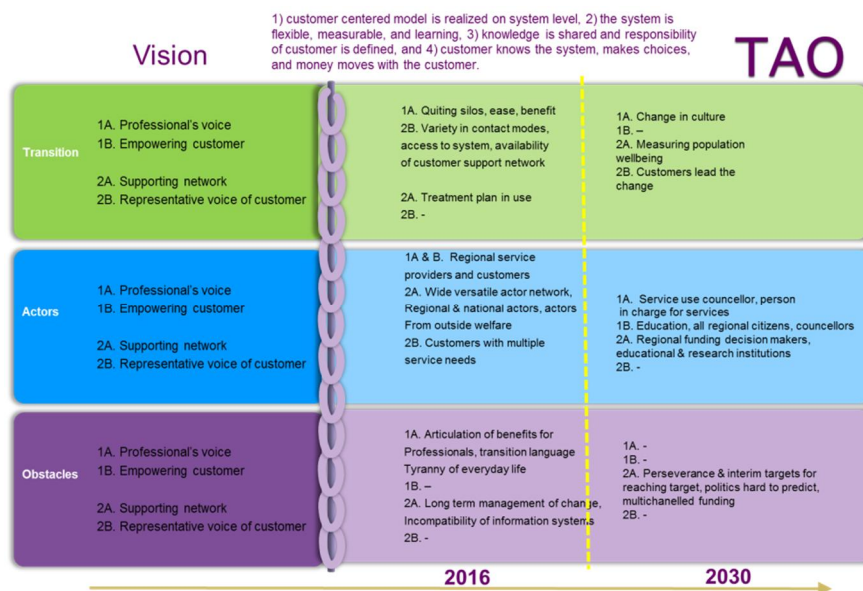 1) customer centered model is realized on system level, 2) the system is
flexible, measurable, and learning, 3) knowledge is shared and responsibility
of customer is defined, and 4) customer knows the system, makes choices,
and money moves with the customer.
Vision
TAO
Transition
1A. Professional's voice
1B. Empowering customer
2A. Supporting network
2B. Representative voice of customer
1A. Quiting silos, ease, benefit
2B. Variety in contact modes,
access to system, availability
of customer support network
2A. Treatment plan in use
2B. -
1A. Change in culture
1B. –
2A. Measuring population
wellbeing
2B. Customers lead the
change
Actors
1A. Professional's voice
1B. Empowering customer
2A. Supporting network
2B. Representative voice of customer
1A & B. Regional service
providers and customers
2A. Wide versatile actor network,
Regional & national actors, actors
From outside welfare
2B. Customers with multiple
service needs
1A. Service use councellor, person
in charge for services
1B. Education, all regional citizens, councellors
2A. Regional funding decision makers,
educational & research institutions
2B. -
Obstacles
1A. Professional's voice
1B. Empowering customer
2A. Supporting network
2B. Representative voice of customer
1A. Articulation of benefits for
Professionals, transition language
Tyranny of everyday life
1B. –
2A. Long term management of change,
Incompatibility of information systems
2B. -
1A. -
1B. -
2A. Perseverance & interim targets for
reaching target, politics hard to predict,
multichanelled funding
2B. -
2016
2030